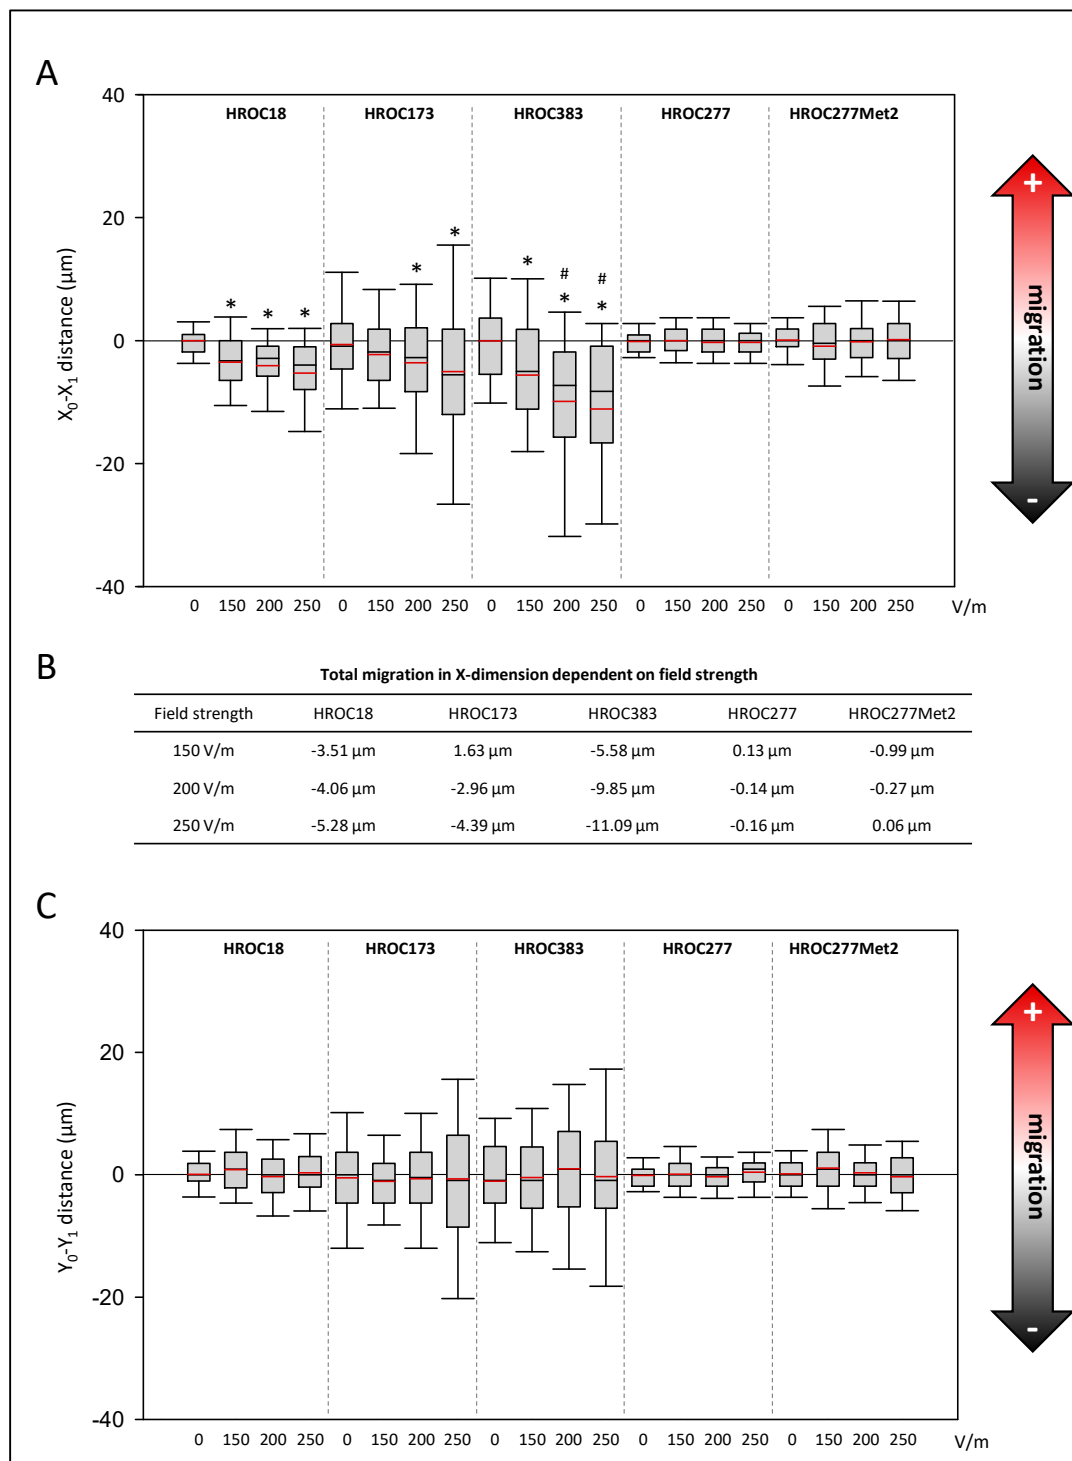 A
40
HROC18 HROC173 HROC383 HROC277 HROC277Met2
+
20
* * * * * * # * # *
0
migration
X₀-X₁ distance (µm)
-20
-
-40
0 150 200 250 0 150 200 250 0 150 200 250 0 150 200 250 0 150 200 250 V/m
B
Total migration in X-dimension dependent on field strength
Field strength HROC18 HROC173 HROC383 HROC277 HROC277Met2
150 V/m -3.51 µm 1.63 µm -5.58 µm 0.13 µm -0.99 µm
200 V/m -4.06 µm -2.96 µm -9.85 µm -0.14 µm -0.27 µm
250 V/m -5.28 µm -4.39 µm -11.09 µm -0.16 µm 0.06 µm
C
40
HROC18 HROC173 HROC383 HROC277 HROC277Met2
+
20
0
migration
Y₀-Y₁ distance (µm)
-20
-
-40
0 150 200 250 0 150 200 250 0 150 200 250 0 150 200 250 0 150 200 250 V/m